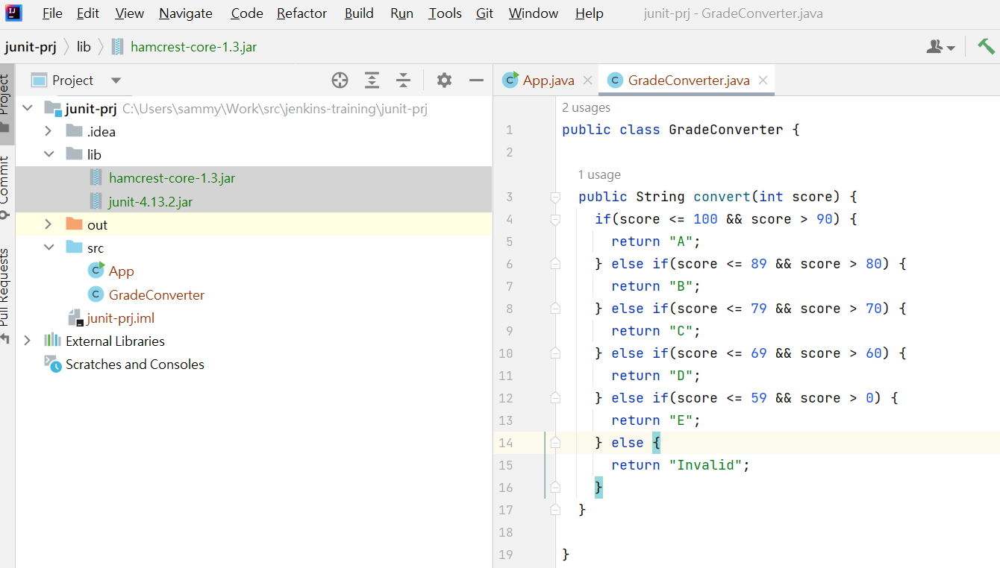 File Edit View Navigate Code Refactor Build Run Tools Git Window Help junit-prj - GradeConverter.java
junit-prj lib hamcrest-core-1.3.jar
Project
Commit
Pull Requests
Project
junit-prj C:\Users\sammy\Work\src\jenkins-training\junit-prj
.idea
lib
hamcrest-core-1.3.jar
junit-4.13.2.jar
out
src
C App
C GradeConverter
junit-prj.iml
External Libraries
Scratches and Consoles
C App.java C GradeConverter.java
2 usages
1 public class GradeConverter {
2
1 usage
3 public String convert(int score) {
4 if(score <= 100 && score > 90) {
5 return "A";
6 } else if(score <= 89 && score > 80) {
7 return "B";
8 } else if(score <= 79 && score > 70) {
9 return "C";
10 } else if(score <= 69 && score > 60) {
11 return "D";
12 } else if(score <= 59 && score > 0) {
13 return "E";
14 } else {
15 return "Invalid";
16 }
17 }
18
19 }